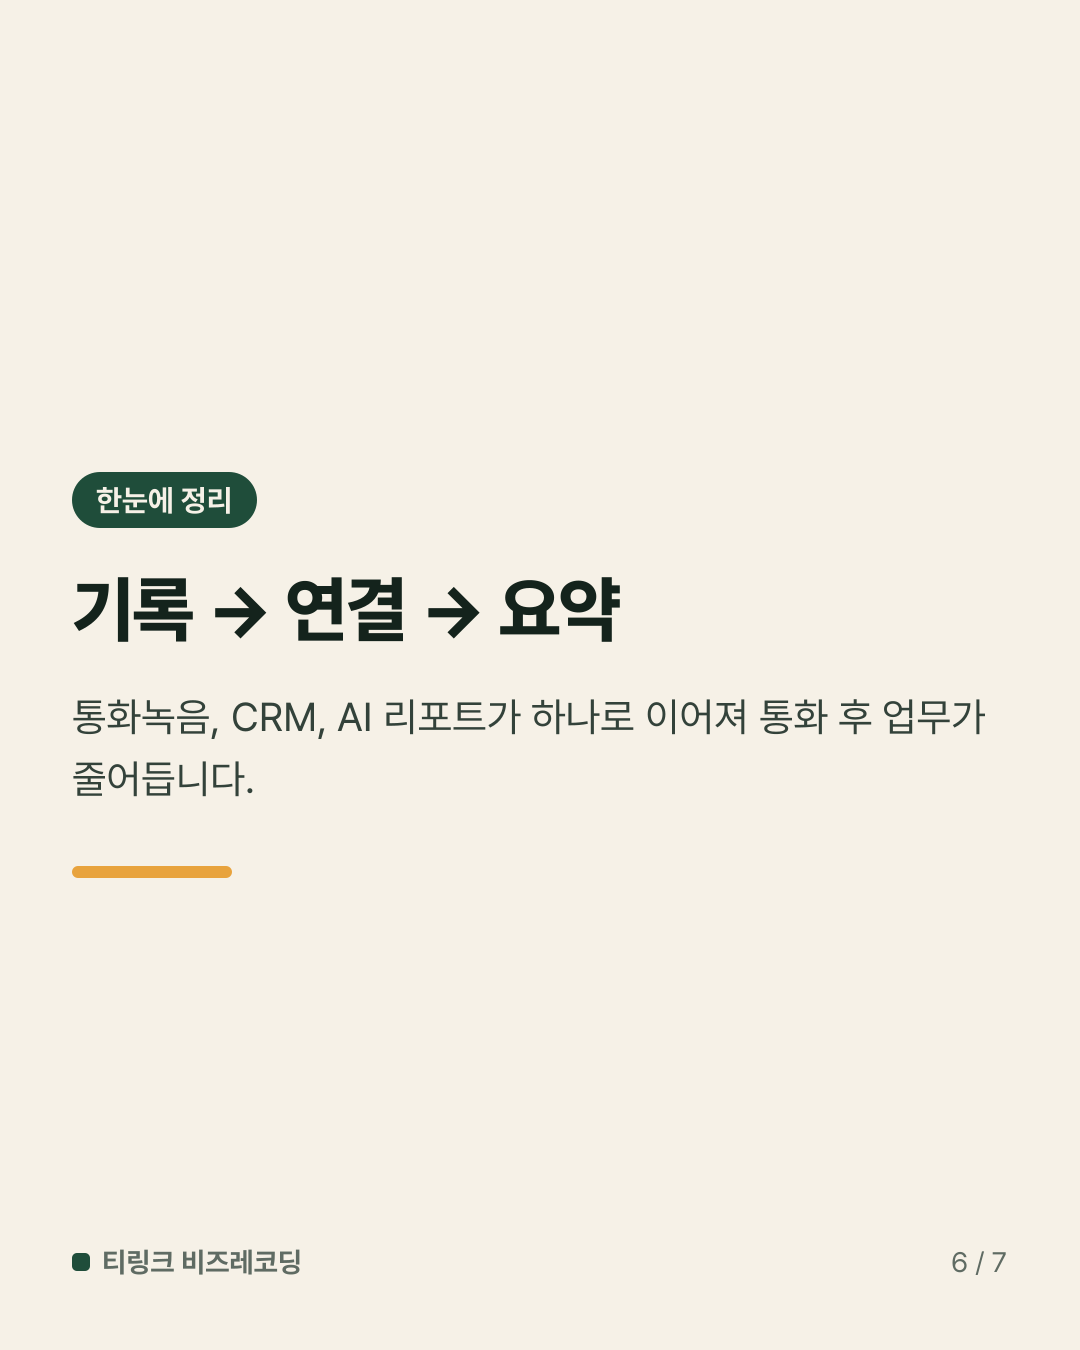 한눈에 정리
기록 → 연결 → 요약
통화녹음, CRM, AI 리포트가 하나로 이어져 통화 후 업무가
줄어듭니다.
티링크 비즈레코딩
6 / 7